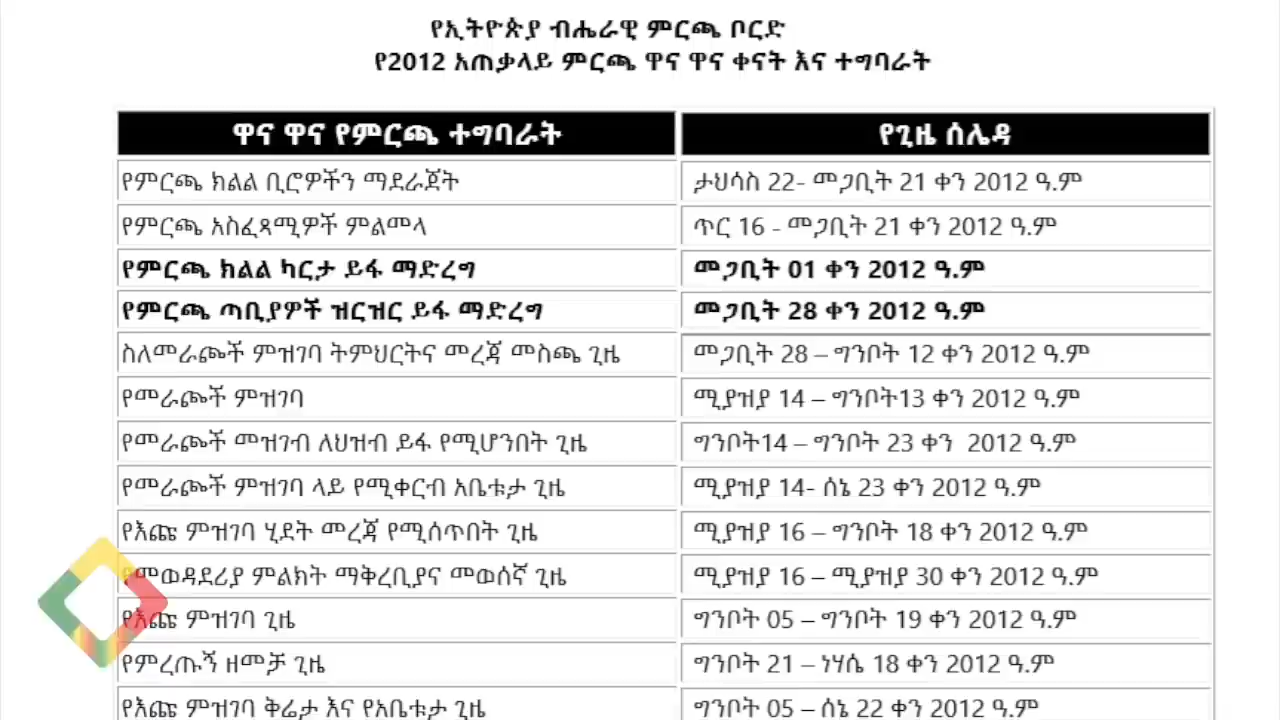 የኢትዮጵያ ብሔራዊ ምርጫ ቦርድ
የ2012 አጠቃላይ ምርጫ ዋና ዋና ቀናት እና ተግባራት
ዋና ዋና የምርጫ ተግባራት የጊዜ ሰሌዳ
የምርጫ ክልል ቢሮዎችን ማደራጀት ታህሳስ 22- መጋቢት 21 ቀን 2012 ዓ.ም
የምርጫ አስፈጻሚዎች ምልመላ ጥር 16 - መጋቢት 21 ቀን 2012 ዓ.ም
የምርጫ ክልል ካርታ ይፋ ማድረግ መጋቢት 01 ቀን 2012 ዓ.ም
የምርጫ ጣቢያዎች ዝርዝር ይፋ ማድረግ መጋቢት 28 ቀን 2012 ዓ.ም
ስለመራጮች ምዝገባ ትምህርትና መረጃ መስጫ ጊዜ መጋቢት 28 – ግንቦት 12 ቀን 2012 ዓ.ም
የመራጮች ምዝገባ ሚያዝያ 14 – ግንቦት13 ቀን 2012 ዓ.ም
የመራጮች መዝገብ ለህዝብ ይፋ የሚሆንበት ጊዜ ግንቦት14 – ግንቦት 23 ቀን 2012 ዓ.ም
የመራጮች ምዝገባ ላይ የሚቀርብ አቤቱታ ጊዜ ሚያዝያ 14- ሰኔ 23 ቀን 2012 ዓ.ም
የእጩ ምዝገባ ሂደት መረጃ የሚሰጥበት ጊዜ ሚያዝያ 16 – ግንቦት 18 ቀን 2012 ዓ.ም
የመወዳደሪያ ምልክት ማቅረቢያና መወሰኛ ጊዜ ሚያዝያ 16 – ሚያዝያ 30 ቀን 2012 ዓ.ም
የእጩ ምዝገባ ጊዜ ግንቦት 05 – ግንቦት 19 ቀን 2012 ዓ.ም
የምረጡኝ ዘመቻ ጊዜ ግንቦት 21 – ነሃሴ 18 ቀን 2012 ዓ.ም
የእጩ ምዝገባ ቅሬታ እና የአቤቱታ ጊዜ ግንቦት 05 – ሰኔ 22 ቀን 2012 ዓ.ም